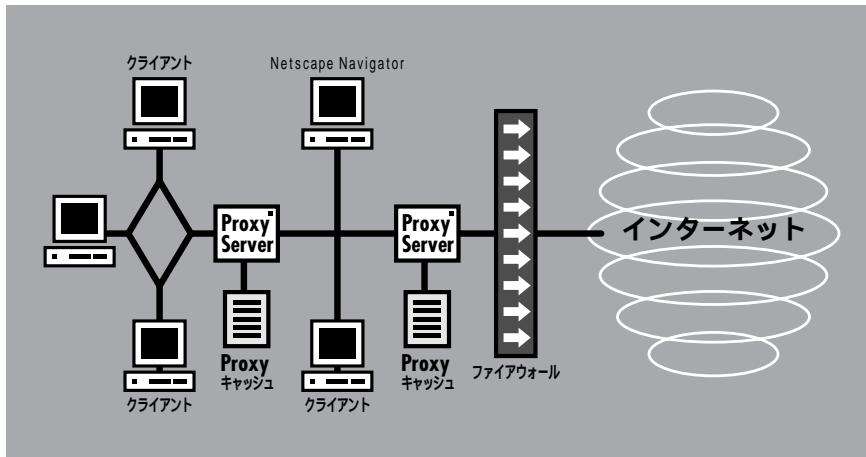 クライアント
Netscape Navigator
Proxy
Server
Proxy
Server
インターネット
Proxy
キャッシュ
Proxy
キャッシュ
ファイアウォール
クライアント
クライアント